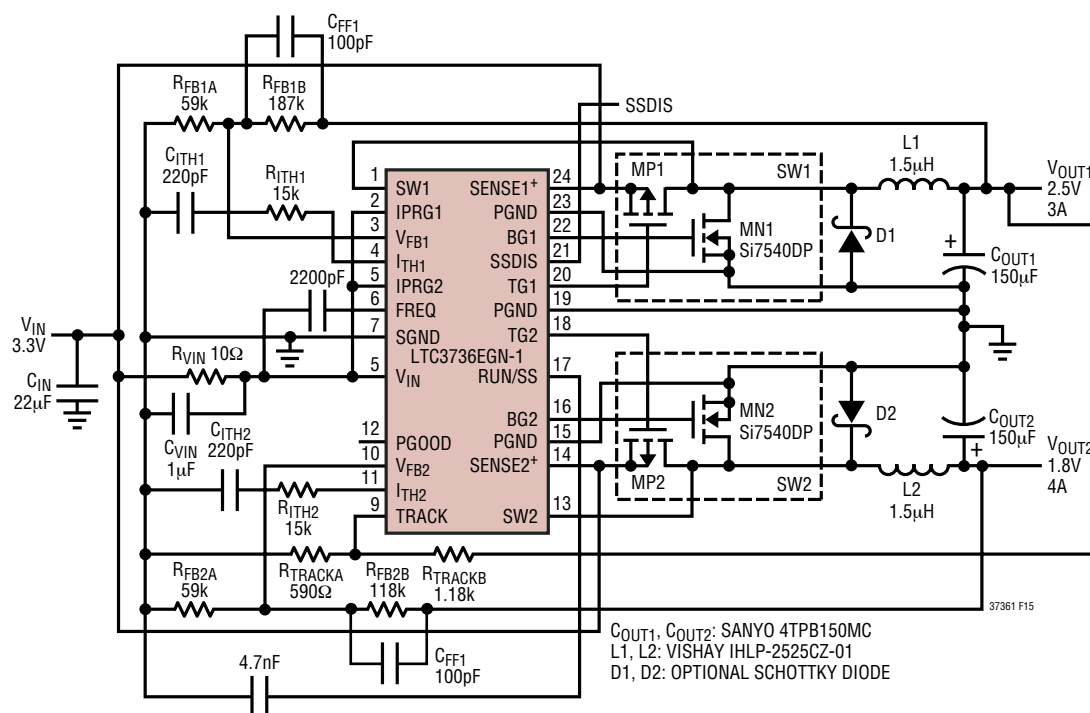 CFF1
100pF
RFB1A
59k
RFB1B
187k
SSDIS
CITH1
220pF
RITH1
15k
L1
1.5µH
VOUT1
2.5V
3A
MP1
SW1
MN1
Si7540DP
D1
+
COUT1
150µF
2200pF
1 SW1
2 IPRG1
3 VFB1
4 ITH1
5 IPRG2
6 FREQ
7 SGND
LTC3736EGN-1
5 VIN
12 PGOOD
10 VFB2
11 ITH2
9 TRACK
24 SENSE1+
23 PGND
22 BG1
21 SSDIS
20 TG1
19 PGND
18 TG2
17 RUN/SS
16 BG2
15 PGND
14 SENSE2+
13 SW2
VIN
3.3V
CIN
22µF
RVIN 10Ω
CVIN
1µF
CITH2
220pF
RITH2
15k
MN2
Si7540DP
MP2
SW2
D2
COUT2
150µF
+
VOUT2
1.8V
4A
L2
1.5µH
RFB2A
59k
RTRACKA
590Ω
RFB2B
118k
RTRACKB
1.18k
CFF1
100pF
4.7nF
37361 F15
COUT1, COUT2: SANYO 4TPB150MC
L1, L2: VISHAY IHLP-2525CZ-01
D1, D2: OPTIONAL SCHOTTKY DIODE